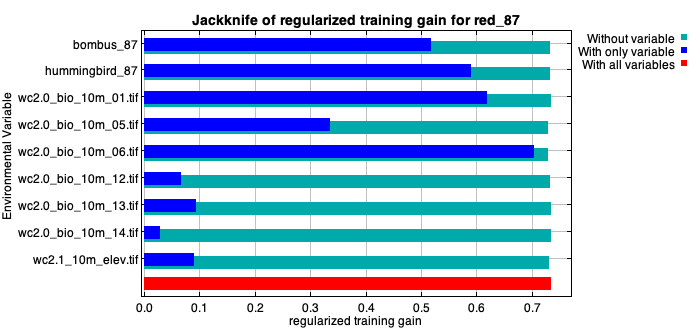 Jackknife of regularized training gain for red_87
Without variable
With only variable
With all variables
Environmental Variable
bombus_87
hummingbird_87
wc2.0_bio_10m_01.tif
wc2.0_bio_10m_05.tif
wc2.0_bio_10m_06.tif
wc2.0_bio_10m_12.tif
wc2.0_bio_10m_13.tif
wc2.0_bio_10m_14.tif
wc2.1_10m_elev.tif
0.0 0.1 0.2 0.3 0.4 0.5 0.6 0.7
regularized training gain